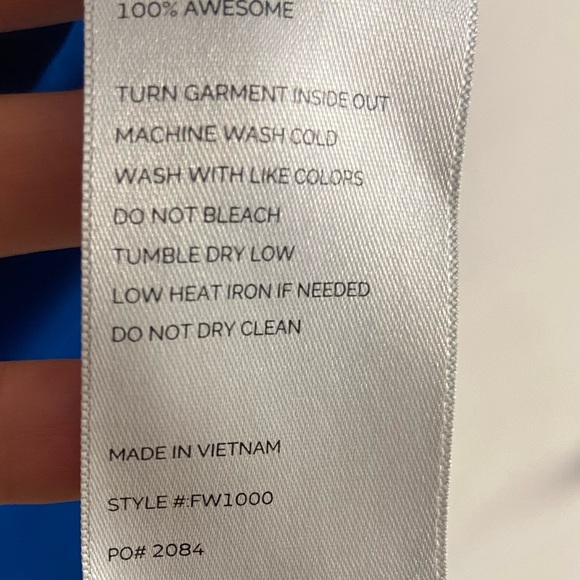 100% AWESOME
TURN GARMENT INSIDE OUT
MACHINE WASH COLD
WASH WITH LIKE COLORS
DO NOT BLEACH
TUMBLE DRY LOW
LOW HEAT IRON IF NEEDED
DO NOT DRY CLEAN
MADE IN VIETNAM
STYLE #:FW1000
PO# 2084